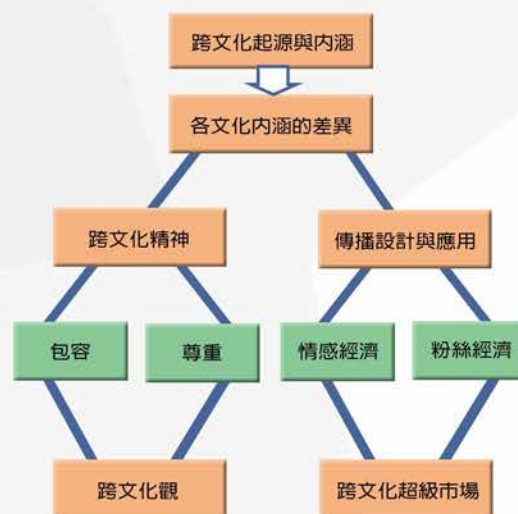 跨文化起源與內涵
各文化內涵的差異
跨文化精神
傳播設計與應用
包容
尊重
情感經濟
粉絲經濟
跨文化觀
跨文化超級市場